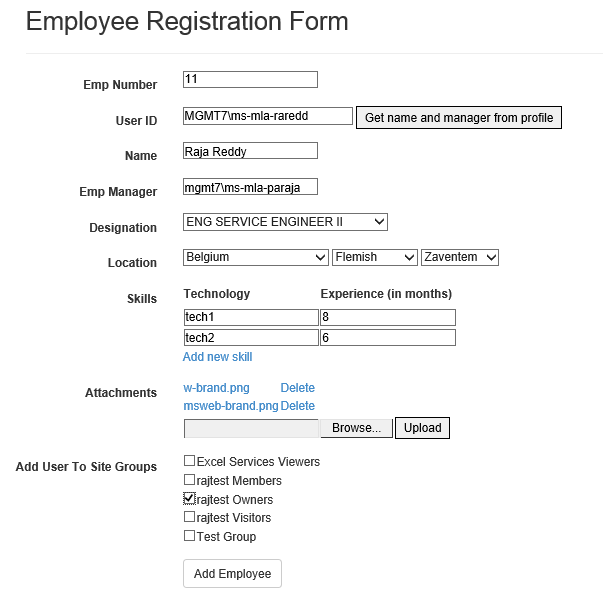 Employee Registration Form
Emp Number 11
User ID MGMT7\ms-mla-raredd Get name and manager from profile
Name Raja Reddy
Emp Manager mgmt7\ms-mla-paraja
Designation ENG SERVICE ENGINEER II
Location Belgium Flemish Zaventem
Skills Technology Experience (in months)
tech1 8
tech2 6
Add new skill
Attachments w-brand.png Delete
msweb-brand.png Delete
Browse... Upload
Add User To Site Groups Excel Services Viewers
rajtest Members
rajtest Owners
rajtest Visitors
Test Group
Add Employee